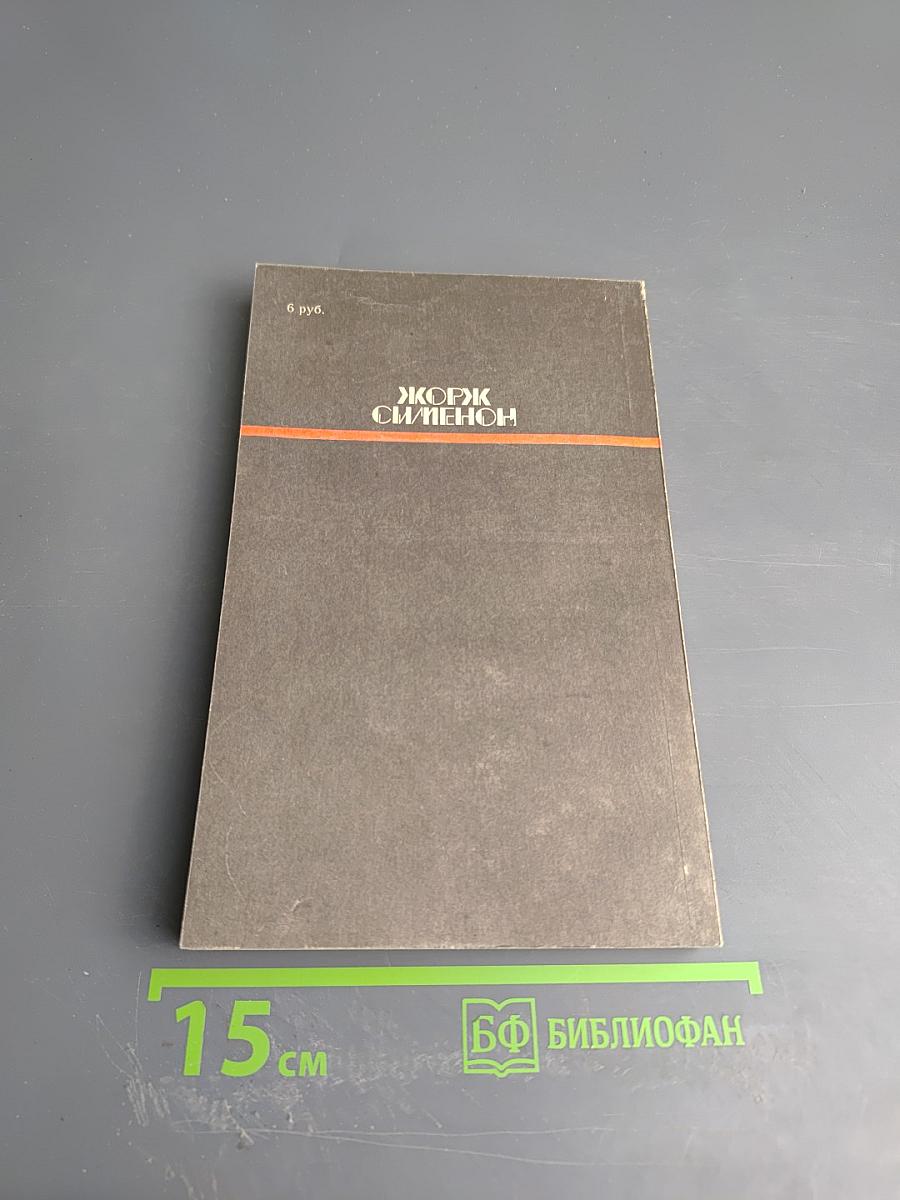 6 руб.
ЖОРЖ
СИМЕНОН
15 см
БФ БИБЛИОФАН